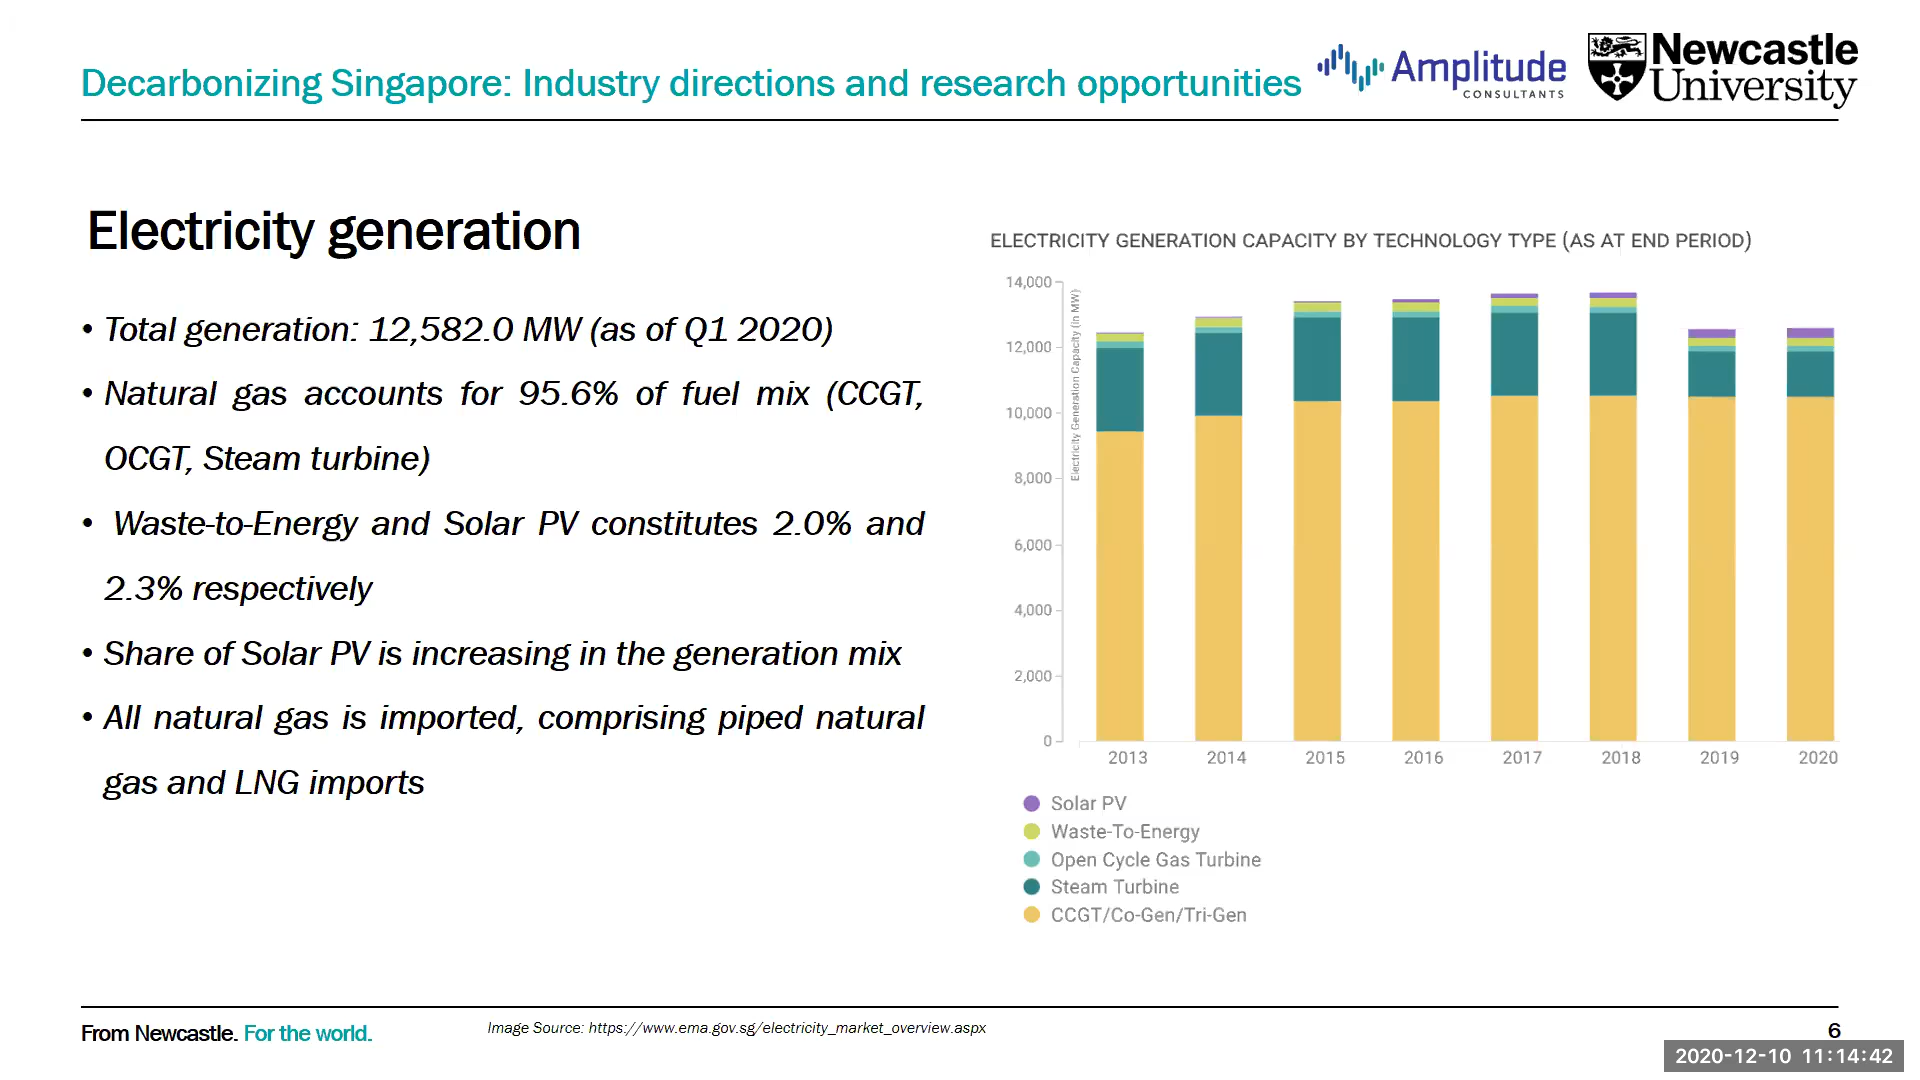 Decarbonizing Singapore: Industry directions and research opportunities
Amplitude
CONSULTANTS
Newcastle
University
Electricity generation
• Total generation: 12,582.0 MW (as of Q1 2020)
• Natural gas accounts for 95.6% of fuel mix (CCGT,
OCGT, Steam turbine)
• Waste-to-Energy and Solar PV constitutes 2.0% and
2.3% respectively
• Share of Solar PV is increasing in the generation mix
• All natural gas is imported, comprising piped natural
gas and LNG imports
ELECTRICITY GENERATION CAPACITY BY TECHNOLOGY TYPE (AS AT END PERIOD)
Electricity Generation Capacity (in MW)
14,000
12,000
10,000
8,000
6,000
4,000
2,000
0
2013 2014 2015 2016 2017 2018 2019 2020
Solar PV
Waste-To-Energy
Open Cycle Gas Turbine
Steam Turbine
CCGT/Co-Gen/Tri-Gen
From Newcastle. For the world.
Image Source: https://www.ema.gov.sg/electricity_market_overview.aspx
6
2020-12-10 11:14:42